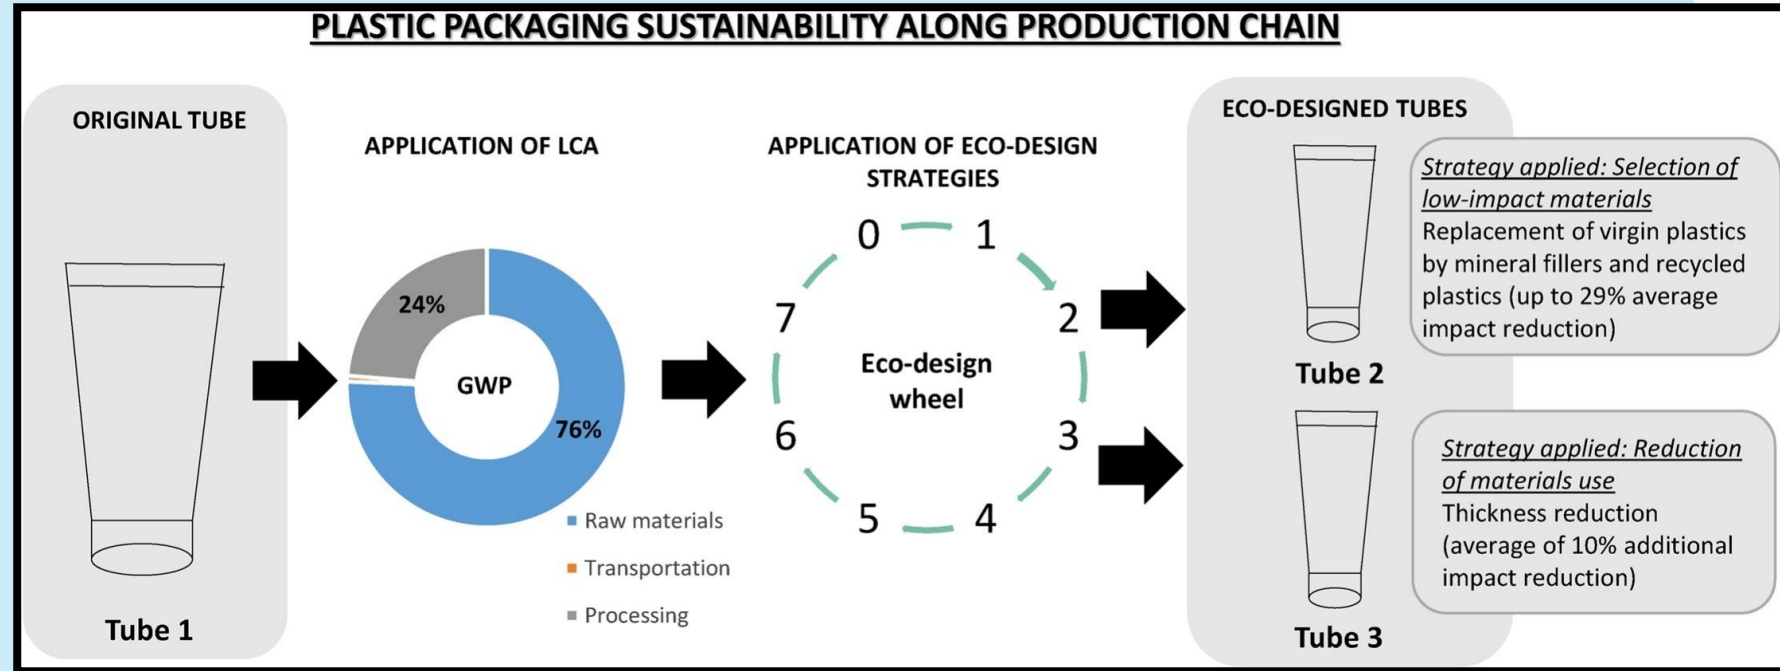 PLASTIC PACKAGING SUSTAINABILITY ALONG PRODUCTION CHAIN
ORIGINAL TUBE
Tube 1
APPLICATION OF LCA
24%
GWP
76%
Raw materials
Transportation
Processing
APPLICATION OF ECO-DESIGN
STRATEGIES
0
1
2
3
4
5
6
7
Eco-design
wheel
ECO-DESIGNED TUBES
Tube 2
Strategy applied: Selection of
low-impact materials
Replacement of virgin plastics
by mineral fillers and recycled
plastics (up to 29% average
impact reduction)
Tube 3
Strategy applied: Reduction
of materials use
Thickness reduction
(average of 10% additional
impact reduction)